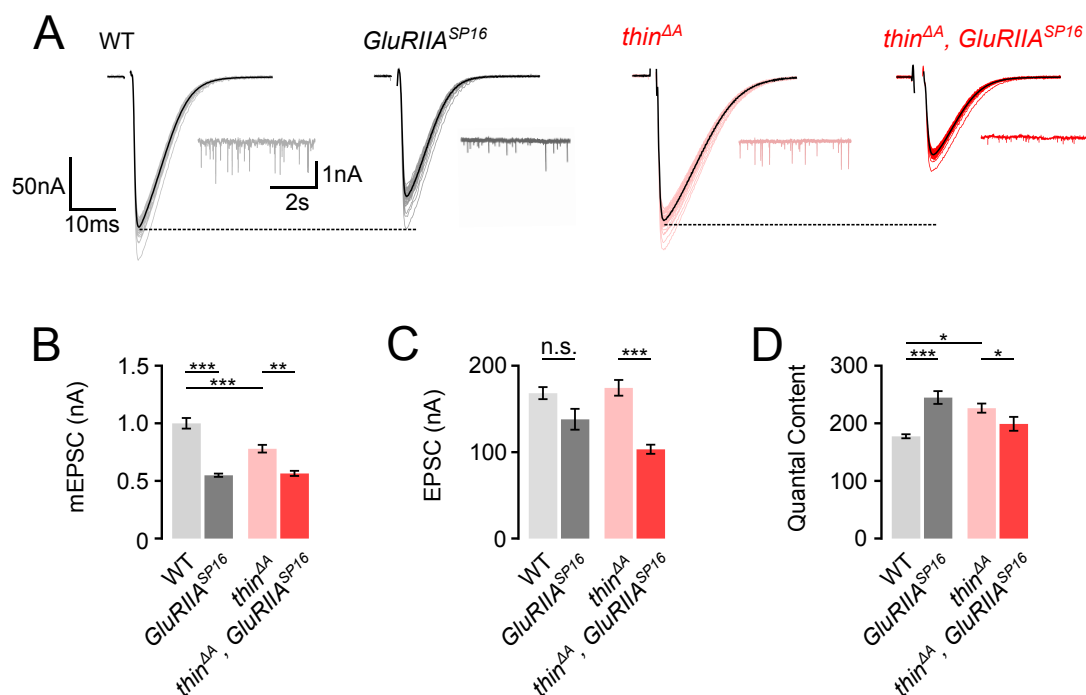 A
WT
GluRIIA^SP16
thin^ΔA
thin^ΔA, GluRIIA^SP16
50nA
10ms
1nA
2s
B
mEPSC (nA)
1.5
1.0
0.5
0
***
**
***
WT
GluRIIA^SP16
thin^ΔA
thin^ΔA, GluRIIA^SP16
C
EPSC (nA)
200
100
0
n.s.
***
WT
GluRIIA^SP16
thin^ΔA
thin^ΔA, GluRIIA^SP16
D
Quantal Content
300
200
100
0
*
***
*
WT
GluRIIA^SP16
thin^ΔA
thin^ΔA, GluRIIA^SP16